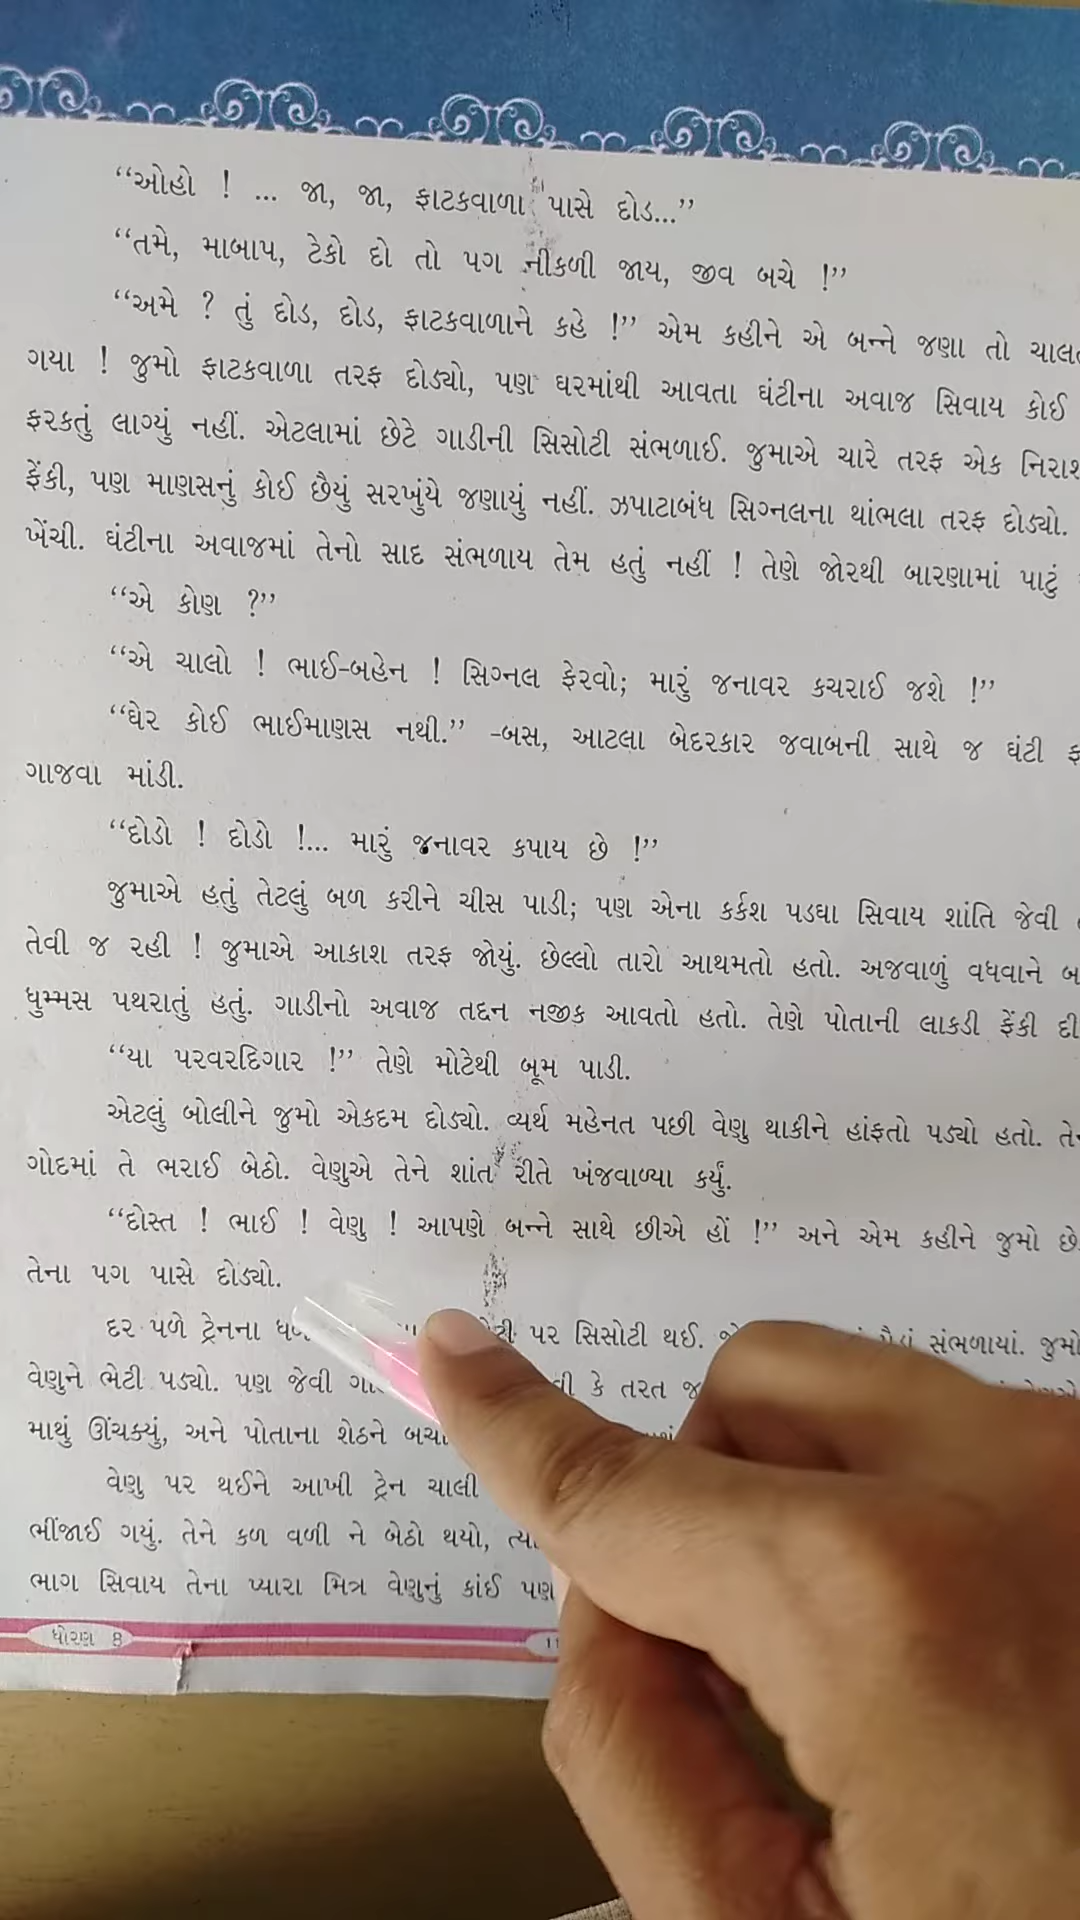 “ઓહો ! ... જા, જા, ફાટકવાળા પાસે દોડ...”
“તમે, માબાપ, ટેકો દો તો પગ નીકળી જાય, જીવ બચે !”
“અમે ? તું દોડ, દોડ, ફાટકવાળાને કહે !” એમ કહીને એ બન્ને જણા તો
ગયા ! જુમો ફાટકવાળા તરફ દોડ્યો, પણ ઘરમાંથી આવતા ઘંટીના અવાજ સિવાય કોઈ
ફરકતું લાગ્યું નહીં. એટલામાં છેટે ગાડીની સિસોટી સંભળાઈ. જુમાએ ચારે તરફ એક
ફેંકી, પણ માણસનું કોઈ છૈયું સરખુંયે જણાયું નહીં. ઝપાટાબંધ સિગ્નલના થાંભલા તરફ દોડ્યો.
ખેંચી. ઘંટીના અવાજમાં તેનો સાદ સંભળાય તેમ હતું નહીં ! તેણે જોરથી બારણામાં પાટું
“એ કોણ ?”
“એ ચાલો ! ભાઈ-બહેન ! સિગ્નલ ફેરવો; મારું જનાવર કચરાઈ જશે !”
“ઘેર કોઈ ભાઈમાણસ નથી.” -બસ, આટલા બેદરકાર જવાબની સાથે જ ઘંટી
ગાજવા માંડી.
“દોડો ! દોડો !... મારું જનાવર કપાય છે !”
જુમાએ હતું તેટલું બળ કરીને ચીસ પાડી; પણ એના કર્કશ પડઘા સિવાય શાંતિ જેવી
તેવી જ રહી ! જુમાએ આકાશ તરફ જોયું. છેલ્લો તારો આથમતો હતો. અજવાળું વધવાને
ધુમ્મસ પથરાતું હતું. ગાડીનો અવાજ તદ્દન નજીક આવતો હતો. તેણે પોતાની લાકડી ફેંકી દી
“યા પરવરદિગાર !” તેણે મોટેથી બૂમ પાડી.
એટલું બોલીને જુમો એકદમ દોડ્યો. વ્યર્થ મહેનત પછી વેણુ થાકીને હાંફતો પડ્યો હતો.
ગોદમાં તે ભરાઈ બેઠો. વેણુએ તેને શાંત રીતે ખંજવાળ્યા કર્યું.
“દોસ્ત ! ભાઈ ! વેણુ ! આપણે બન્ને સાથે છીએ હોં !” અને એમ કહીને જુમો છે
તેના પગ પાસે દોડ્યો.
દર પળે ટ્રેનના પર સિસોટી થઈ. સંભળાયાં. જુમો
વેણુને ભેટી પડ્યો. પણ જેવી કે તરત
માથું ઊંચક્યું, અને પોતાના શેઠને
વેણુ પર થઈને આખી ટ્રેન ચાલી
ભીંજાઈ ગયું. તેને કળ વળી ને બેઠો થયો,
ભાગ સિવાય તેના પ્યારા મિત્ર વેણુનું કાંઈ પણ
ધોરણ 8